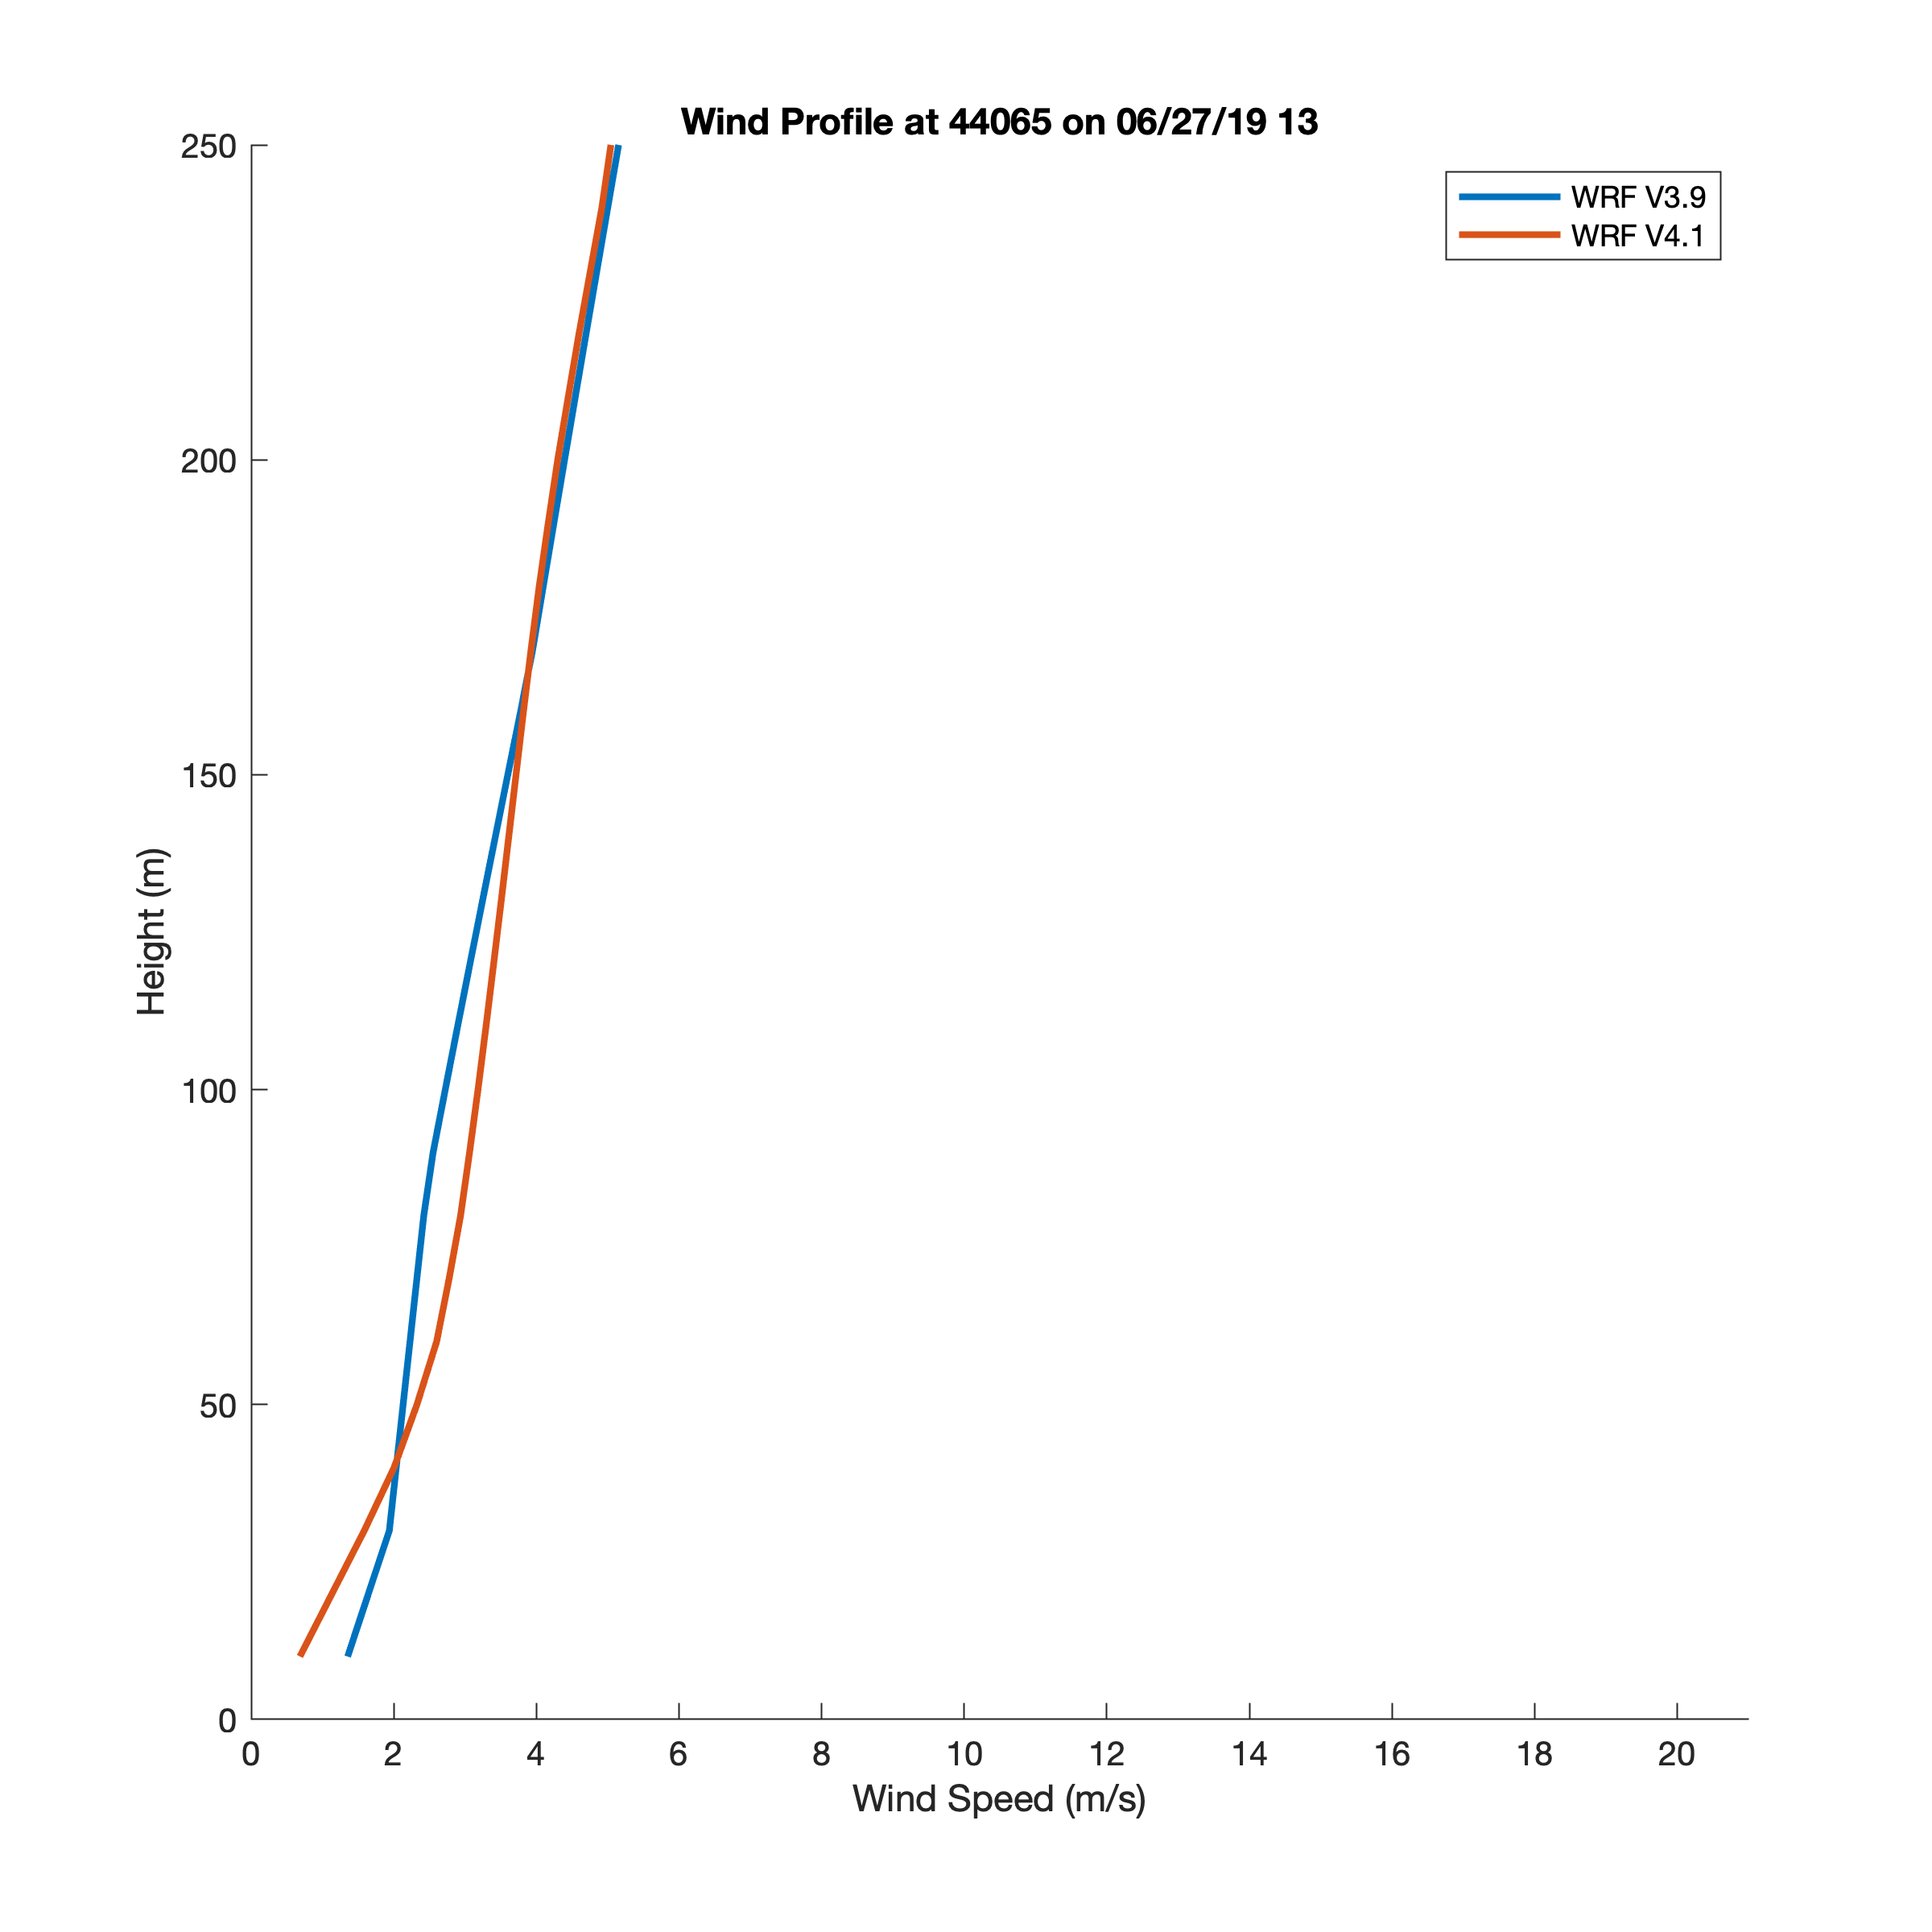 Wind Profile at 44065 on 06/27/19 13
WRF V3.9
WRF V4.1
250
200
150
100
50
0
Height (m)
0 2 4 6 8 10 12 14 16 18 20
Wind Speed (m/s)